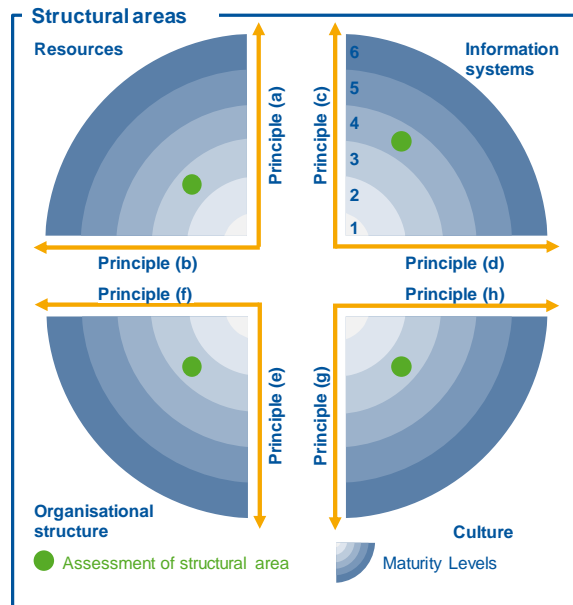 Structural areas
Resources
Information
systems
Principle (a)
Principle (c)
6
5
4
3
2
1
Principle (b)
Principle (d)
Principle (f)
Principle (h)
Principle (e)
Principle (g)
Organisational
structure
Culture
Assessment of structural area
Maturity Levels